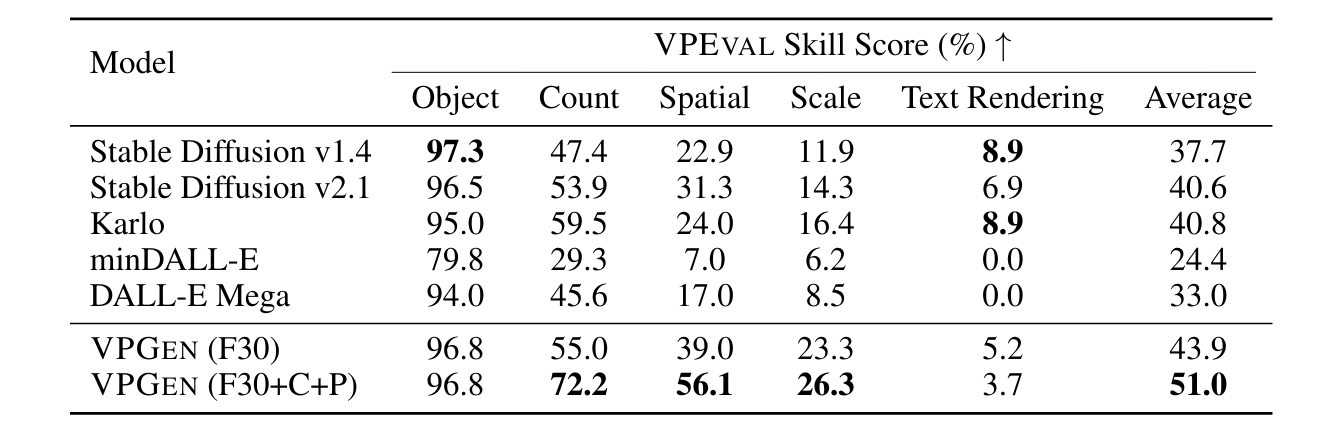 Model VPEVAL Skill Score (%) ↑
Object Count Spatial Scale Text Rendering Average
Stable Diffusion v1.4 97.3 47.4 22.9 11.9 8.9 37.7
Stable Diffusion v2.1 96.5 53.9 31.3 14.3 6.9 40.6
Karlo 95.0 59.5 24.0 16.4 8.9 40.8
minDALL-E 79.8 29.3 7.0 6.2 0.0 24.4
DALL-E Mega 94.0 45.6 17.0 8.5 0.0 33.0
VPGEN (F30) 96.8 55.0 39.0 23.3 5.2 43.9
VPGEN (F30+C+P) 96.8 72.2 56.1 26.3 3.7 51.0